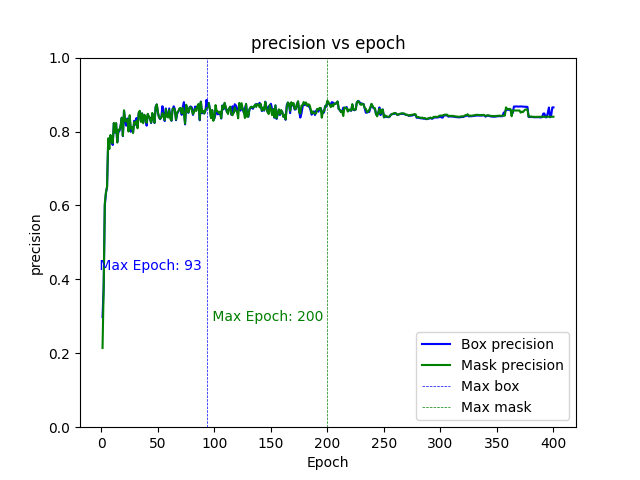 precision vs epoch
1.0
0.8
0.6
0.4
0.2
0.0
precision
Max Epoch: 93
Max Epoch: 200
Box precision
Mask precision
Max box
Max mask
0 50 100 150 200 250 300 350 400
Epoch